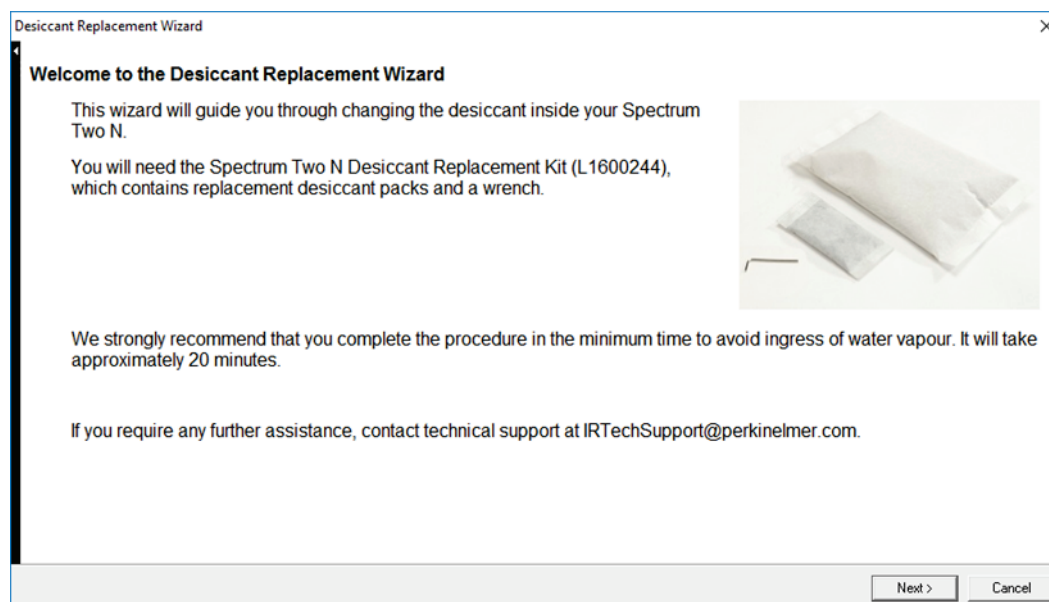 Desiccant Replacement Wizard
Welcome to the Desiccant Replacement Wizard
This wizard will guide you through changing the desiccant inside your Spectrum
Two N.
You will need the Spectrum Two N Desiccant Replacement Kit (L1600244),
which contains replacement desiccant packs and a wrench.
We strongly recommend that you complete the procedure in the minimum time to avoid ingress of water vapour. It will take
approximately 20 minutes.
If you require any further assistance, contact technical support at IRTechSupport@perkinelmer.com.
Next >
Cancel